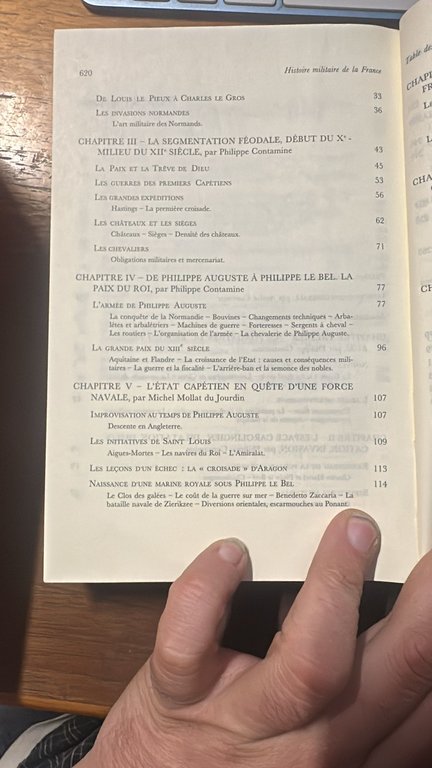 620 Histoire militaire de la France
De Louis le Pieux à Charles le Gros 33
Les invasions normandes 36
L'art militaire des Normands.
CHAPITRE III – LA SEGMENTATION FÉODALE, DÉBUT DU Xe-
MILIEU DU XIIe SIÈCLE, par Philippe Contamine 43
La Paix et la Trêve de Dieu 45
Les guerres des premiers Capétiens 53
Les grandes expéditions 56
Hastings – La première croisade.
Les châteaux et les sièges 62
Châteaux – Sièges – Densité des châteaux.
Les chevaliers 71
Obligations militaires et mercenariat.
CHAPITRE IV – DE PHILIPPE AUGUSTE À PHILIPPE LE BEL. LA
PAIX DU ROI, par Philippe Contamine 77
L'armée de Philippe Auguste 77
La conquête de la Normandie – Bouvines – Changements techniques – Arba-
lètes et arbalétriers – Machines de guerre – Forteresses – Sergents à cheval –
Les routiers – L'organisation de l'armée – La chevalerie de Philippe Auguste.
La grande paix du XIIIe siècle 96
Aquitaine et Flandre – La croissance de l'Etat : causes et conséquences mili-
taires – La guerre et la fiscalité – L'arrière-ban et la semonce des nobles.
CHAPITRE V – L'ÉTAT CAPÉTIEN EN QUÊTE D'UNE FORCE
NAVALE, par Michel Mollat du Jourdin 107
Improvisation au temps de Philippe Auguste 107
Descente en Angleterre.
Les initiatives de Saint Louis 109
Aigues-Mortes – Les navires du Roi – L'Amiralat.
Les leçons d'un échec : la « croisade » d'Aragon 113
Naissance d'une marine royale sous Philippe le Bel 114
Le Clos des galées – Le coût de la guerre sur mer – Benedetto Zaccaria – La
bataille navale de Zierikzee – Diversions orientales, escarmouches au Ponant.